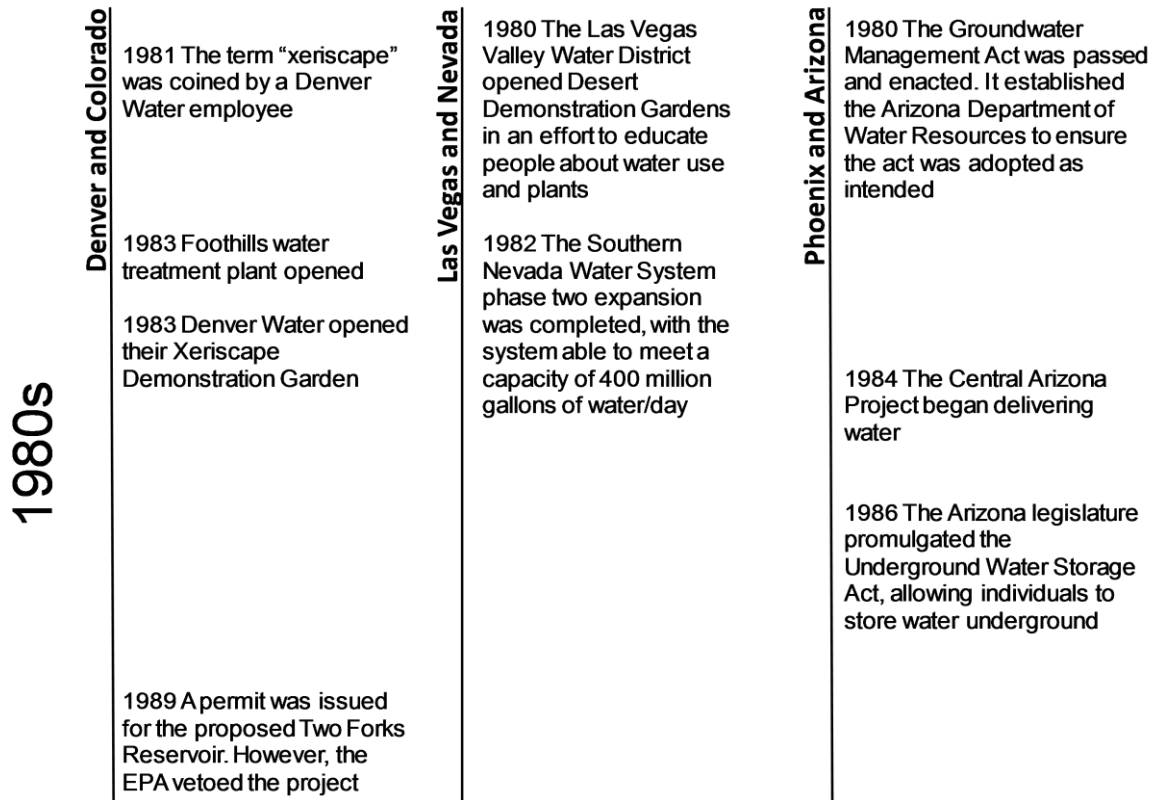 1980s
Denver and Colorado
1981 The term “xeriscape”
was coined by a Denver
Water employee
1983 Foothills water
treatment plant opened
1983 Denver Water opened
their Xeriscape
Demonstration Garden
1989 A permit was issued
for the proposed Two Forks
Reservoir. However, the
EPA vetoed the project
Las Vegas and Nevada
1980 The Las Vegas
Valley Water District
opened Desert
Demonstration Gardens
in an effort to educate
people about water use
and plants
1982 The Southern
Nevada Water System
phase two expansion
was completed, with the
system able to meet a
capacity of 400 million
gallons of water/day
Phoenix and Arizona
1980 The Groundwater
Management Act was passed
and enacted. It established
the Arizona Department of
Water Resources to ensure
the act was adopted as
intended
1984 The Central Arizona
Project began delivering
water
1986 The Arizona legislature
promulgated the
Underground Water Storage
Act, allowing individuals to
store water underground